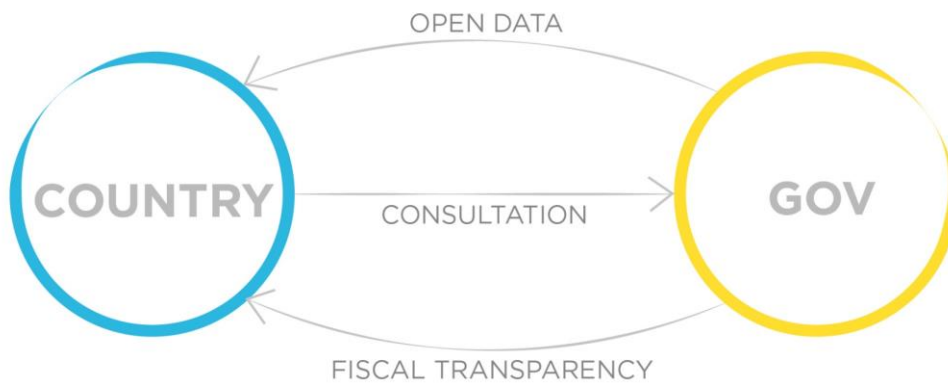 OPEN DATA
COUNTRY
CONSULTATION
GOV
FISCAL TRANSPARENCY